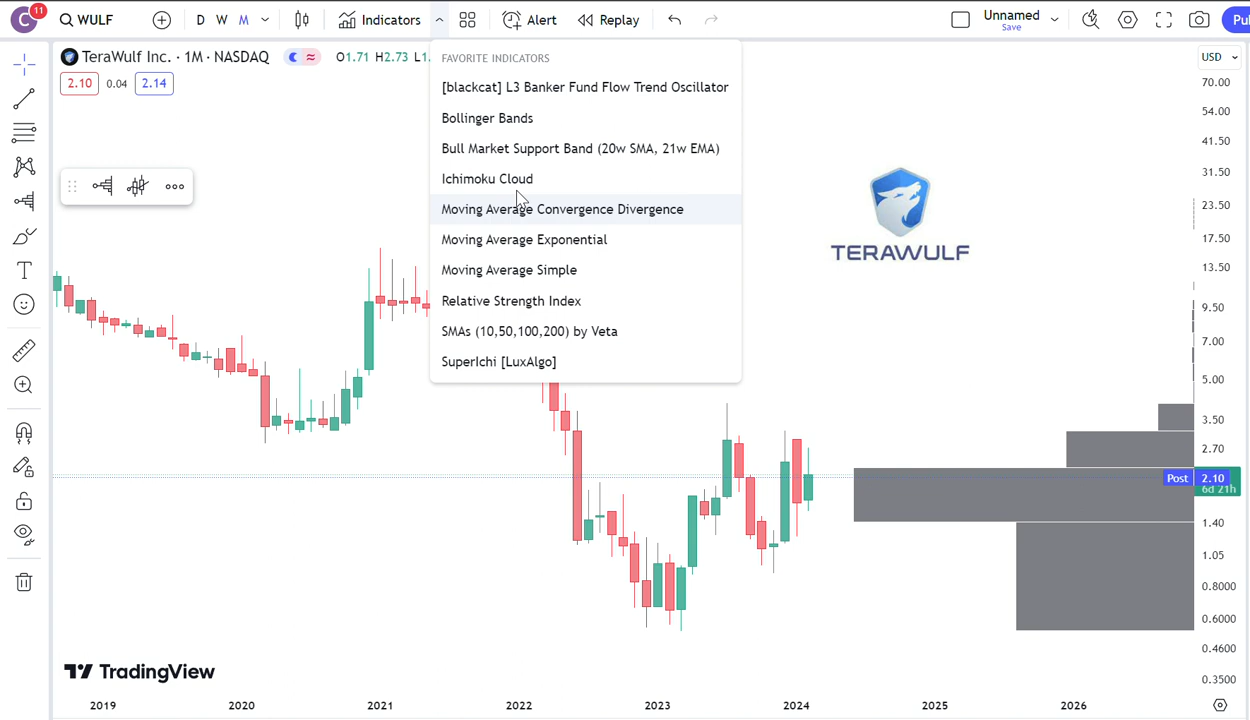 C
11
WULF
D W M
Indicators
Alert
Replay
Unnamed
Save
TeraWulf Inc. · 1M · NASDAQ
O1.71 H2.73 L1.
2.10 0.04 2.14
FAVORITE INDICATORS
[blackcat] L3 Banker Fund Flow Trend Oscillator
Bollinger Bands
Bull Market Support Band (20w SMA, 21w EMA)
Ichimoku Cloud
Moving Average Convergence Divergence
Moving Average Exponential
Moving Average Simple
Relative Strength Index
SMAs (10,50,100,200) by Veta
SuperIchi [LuxAlgo]
TERAWULF
USD
70.00
54.00
41.50
31.50
23.50
17.50
13.50
9.50
7.00
5.00
3.50
2.70
Post 2.10
6d 21h
1.40
1.05
0.8000
0.6000
0.4600
0.3500
TradingView
2019 2020 2021 2022 2023 2024 2025 2026